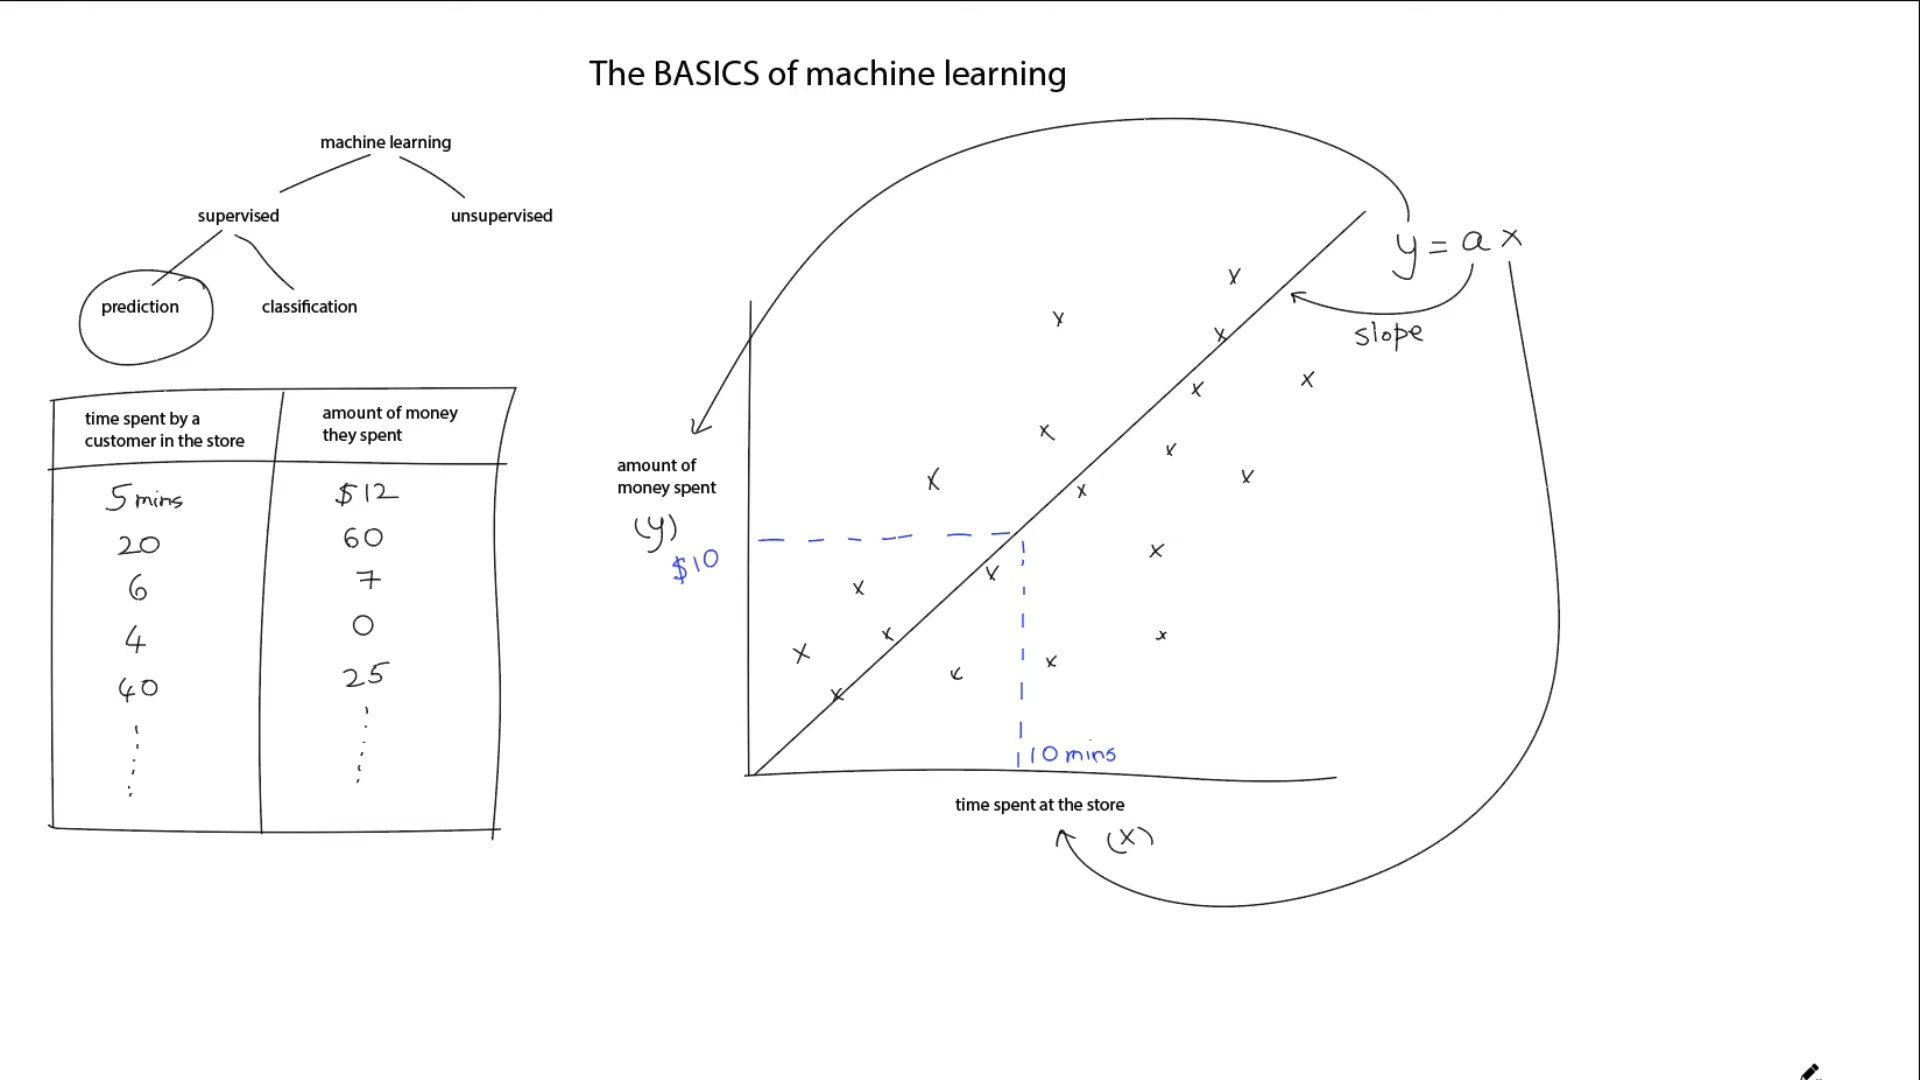 The BASICS of machine learning
machine learning
supervised
unsupervised
prediction
classification
time spent by a
customer in the store
amount of money
they spent
5 mins $12
20 60
6 7
4 0
40 25
y = a x
slope
amount of
money spent
(y)
$10
10 mins
time spent at the store
(x)